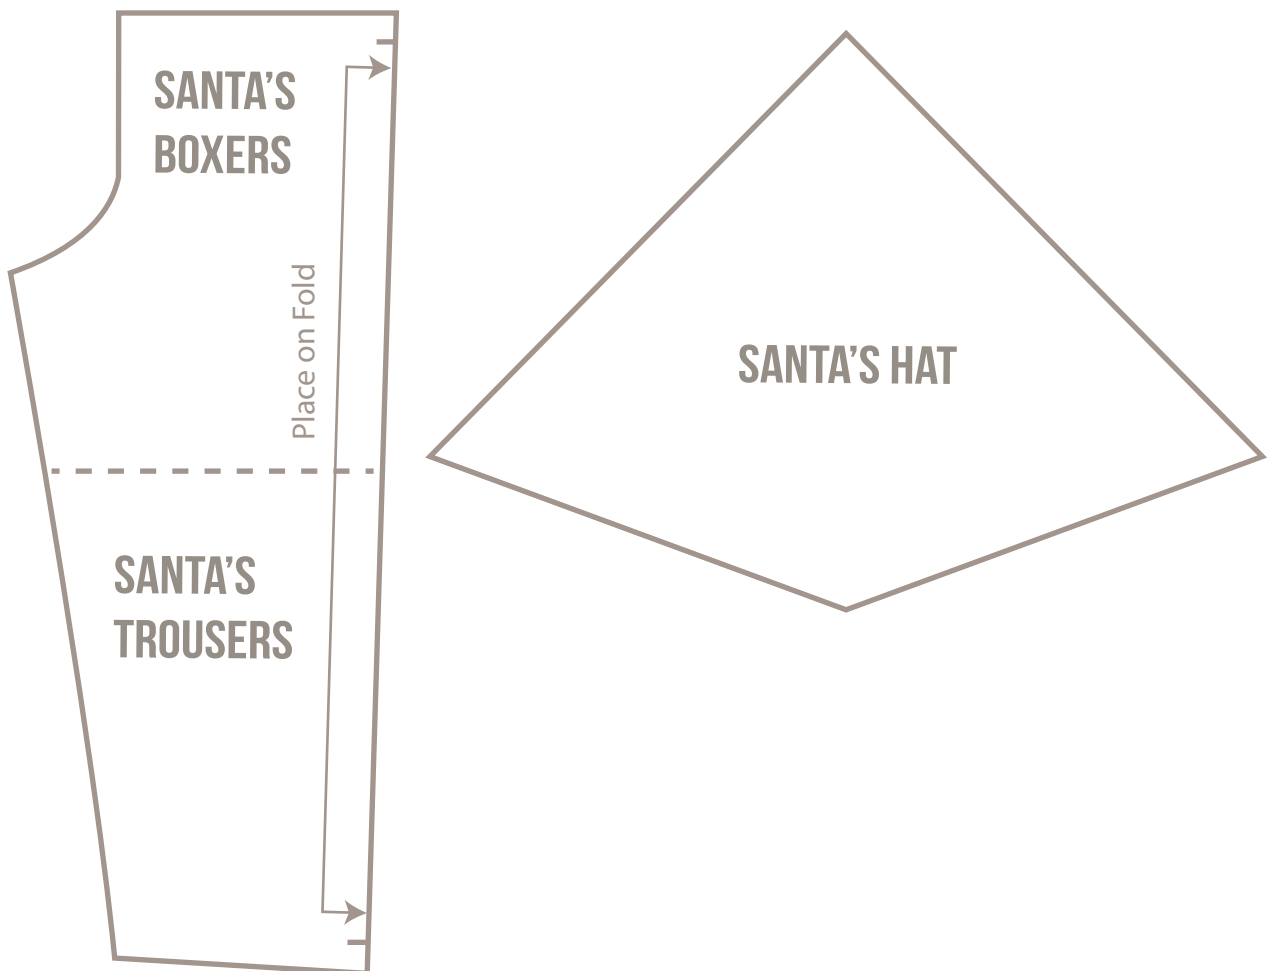 SANTA’S
BOXERS
Place on Fold
SANTA’S HAT
SANTA’S
TROUSERS